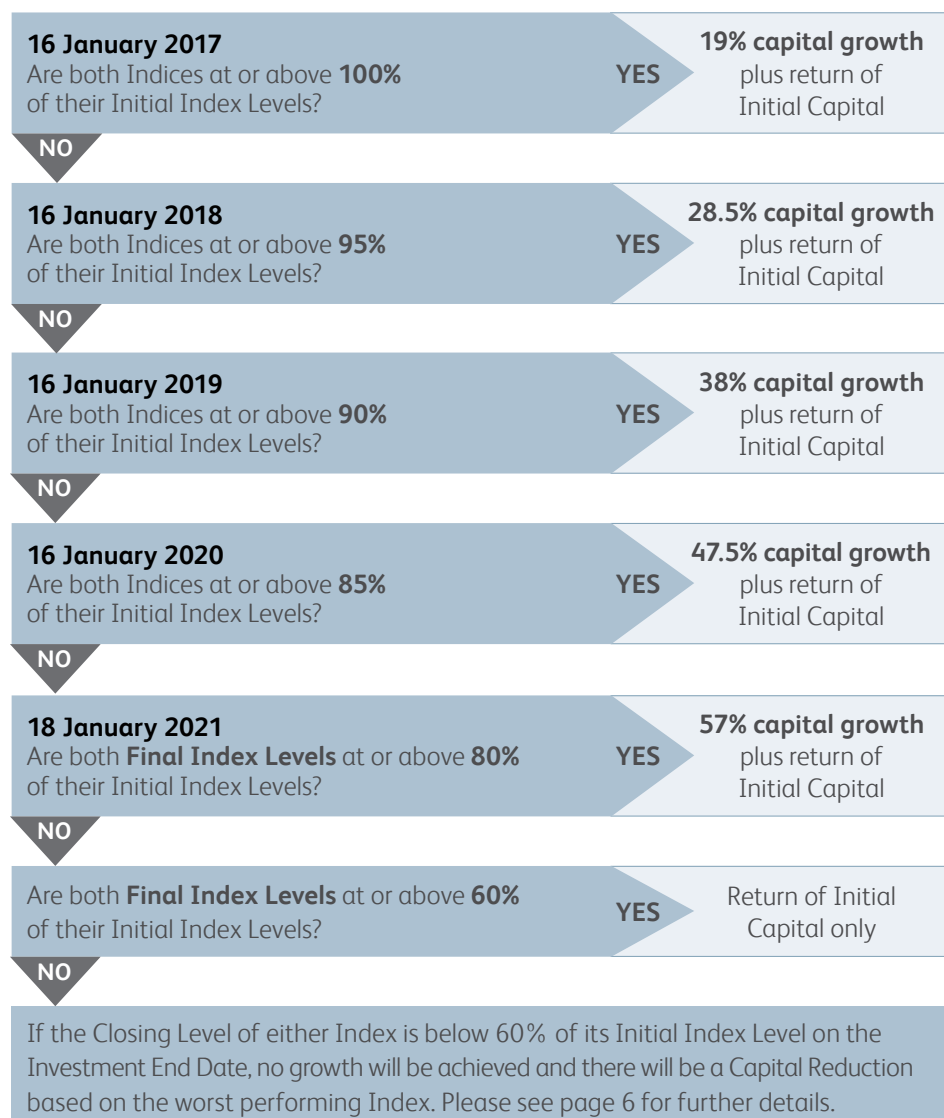 16 January 2017
Are both Indices at or above 100%
of their Initial Index Levels?
YES
19% capital growth
plus return of
Initial Capital
NO
16 January 2018
Are both Indices at or above 95%
of their Initial Index Levels?
YES
28.5% capital growth
plus return of
Initial Capital
NO
16 January 2019
Are both Indices at or above 90%
of their Initial Index Levels?
YES
38% capital growth
plus return of
Initial Capital
NO
16 January 2020
Are both Indices at or above 85%
of their Initial Index Levels?
YES
47.5% capital growth
plus return of
Initial Capital
NO
18 January 2021
Are both Final Index Levels at or above 80%
of their Initial Index Levels?
YES
57% capital growth
plus return of
Initial Capital
NO
Are both Final Index Levels at or above 60%
of their Initial Index Levels?
YES
Return of Initial
Capital only
NO
If the Closing Level of either Index is below 60% of its Initial Index Level on the
Investment End Date, no growth will be achieved and there will be a Capital Reduction
based on the worst performing Index. Please see page 6 for further details.